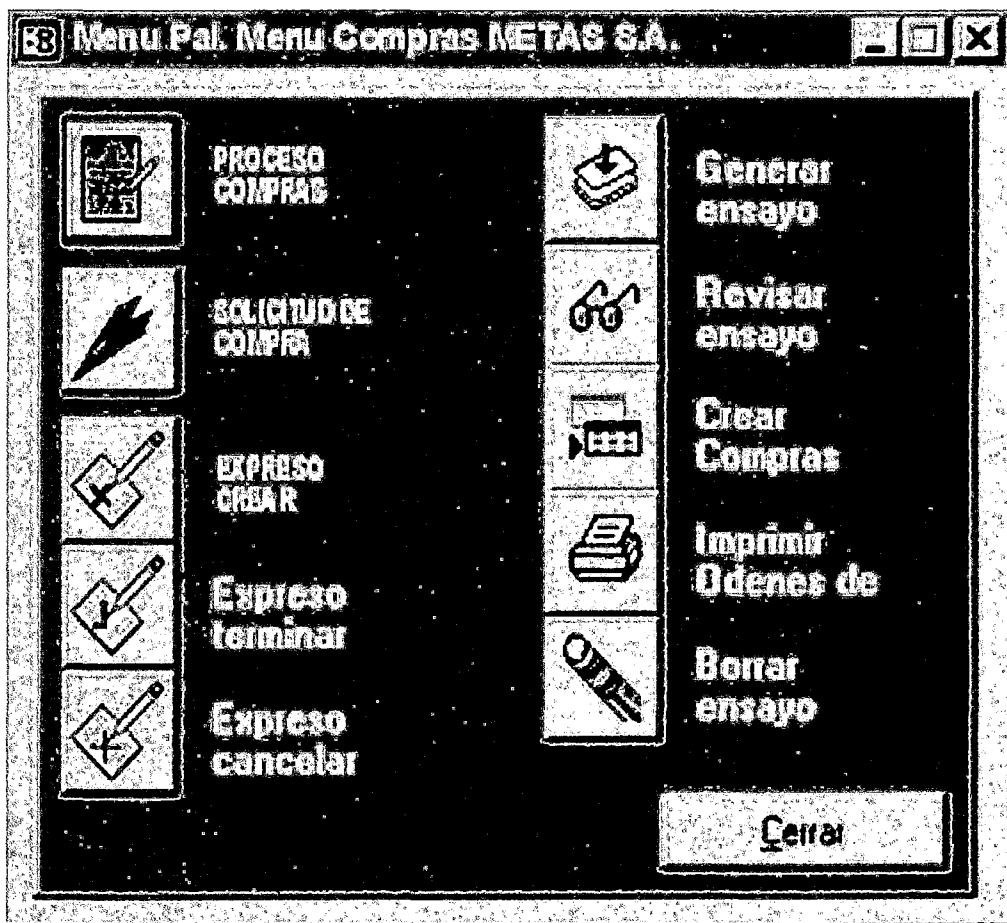 Menu Pal. Menu Compras METAS S.A.
PROCESO
COMPRAS
SOLICITUD DE
COMPRA
EXPRESO
CREAR
Expreso
terminar
Expreso
cancelar
Generar
ensayo
Revisar
ensayo
Crear
Compras
Imprimir
Odenes de
Borrar
ensayo
Cerrar